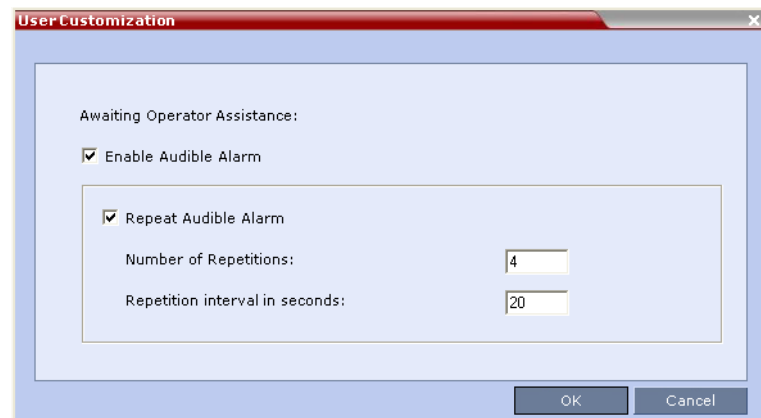 User Customization
Awaiting Operator Assistance:
Enable Audible Alarm
Repeat Audible Alarm
Number of Repetitions: 4
Repetition interval in seconds: 20
OK Cancel